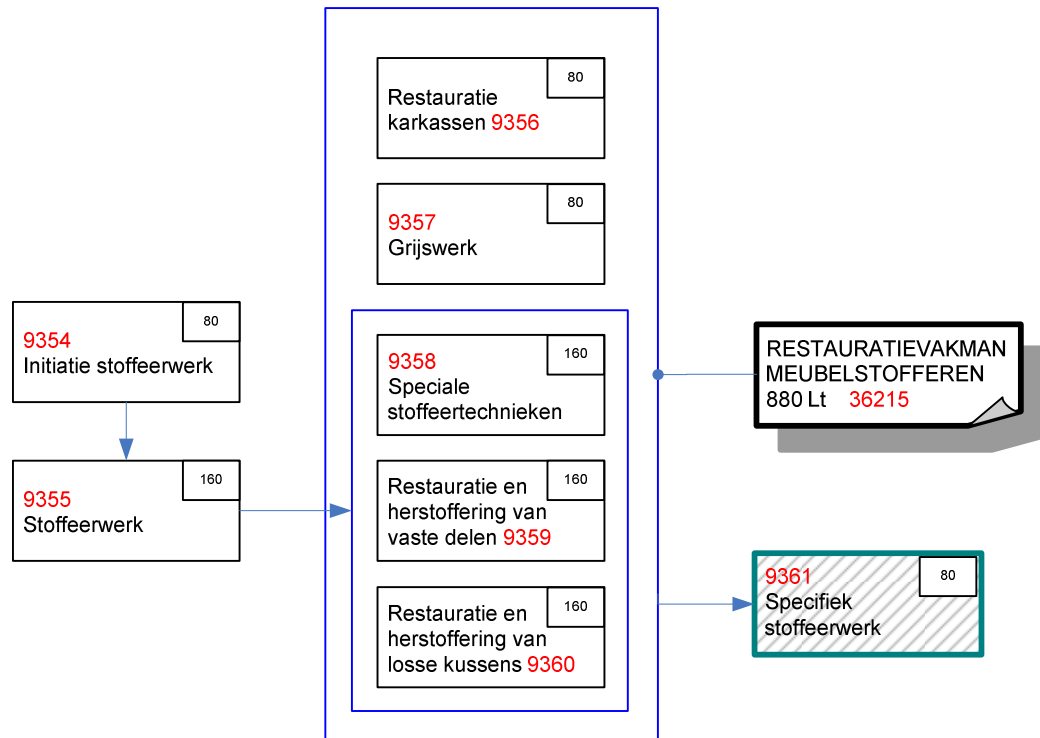 80
Restauratie
karkassen 9356
80
9357
Grijswerk
80
9354
Initiatie stoffeerwerk
160
9355
Stoffeerwerk
160
9358
Speciale
stoffeertechnieken
160
Restauratie en
herstoffering van
vaste delen 9359
160
Restauratie en
herstoffering van
losse kussens 9360
RESTAURATIEVAKMAN
MEUBELSTOFFEREN
880 Lt 36215
80
9361
Specifiek
stoffeerwerk